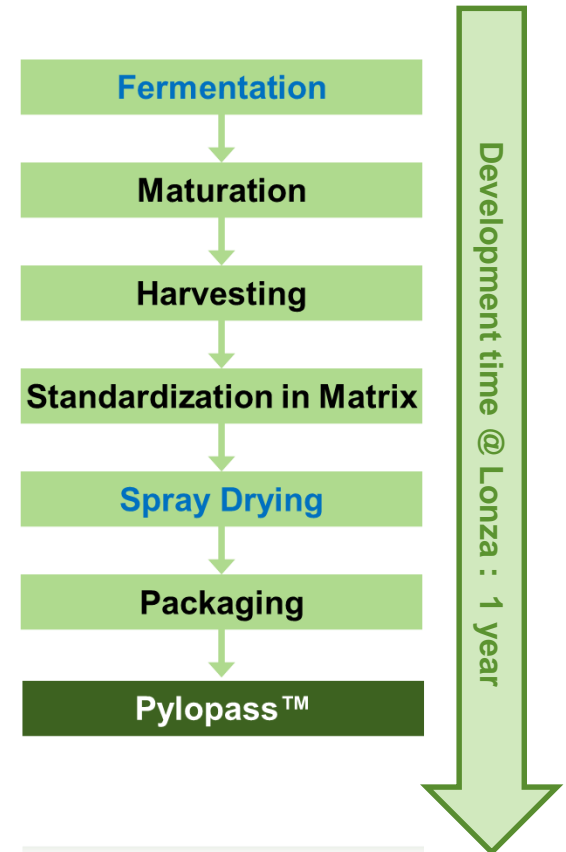 Fermentation
Maturation
Harvesting
Standardization in Matrix
Spray Drying
Packaging
Pylopass™
Development time @ Lonza : 1 year